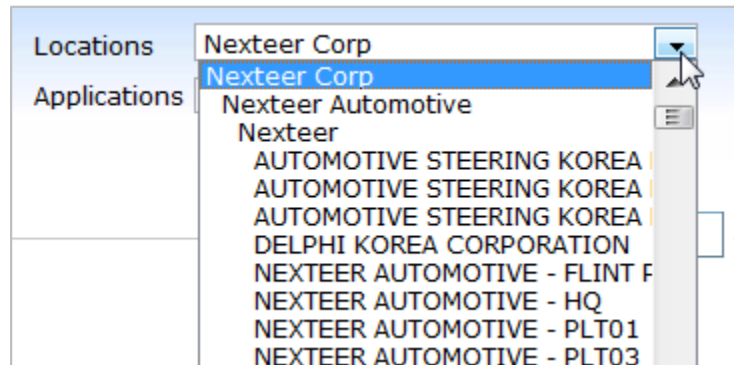 Locations Nexteer Corp
Nexteer Corp
Applications
Nexteer Automotive
Nexteer
AUTOMOTIVE STEERING KOREA
AUTOMOTIVE STEERING KOREA
AUTOMOTIVE STEERING KOREA
DELPHI KOREA CORPORATION
NEXTEER AUTOMOTIVE - FLINT
NEXTEER AUTOMOTIVE - HQ
NEXTEER AUTOMOTIVE - PLT01
NEXTEER AUTOMOTIVE - PLT03